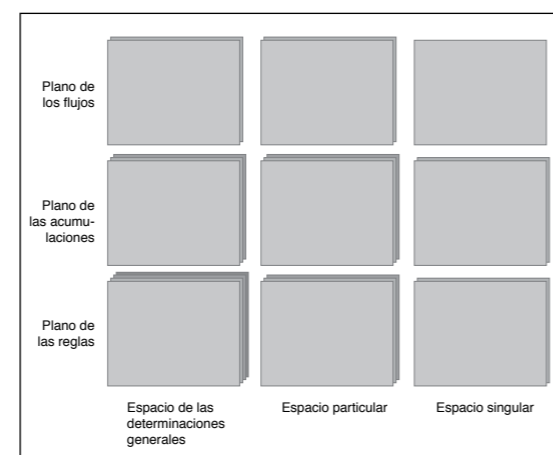 Plano de
los flujos
Plano de
las acumu-
laciones
Plano de
las reglas
Espacio de las
determinaciones
generales
Espacio particular
Espacio singular